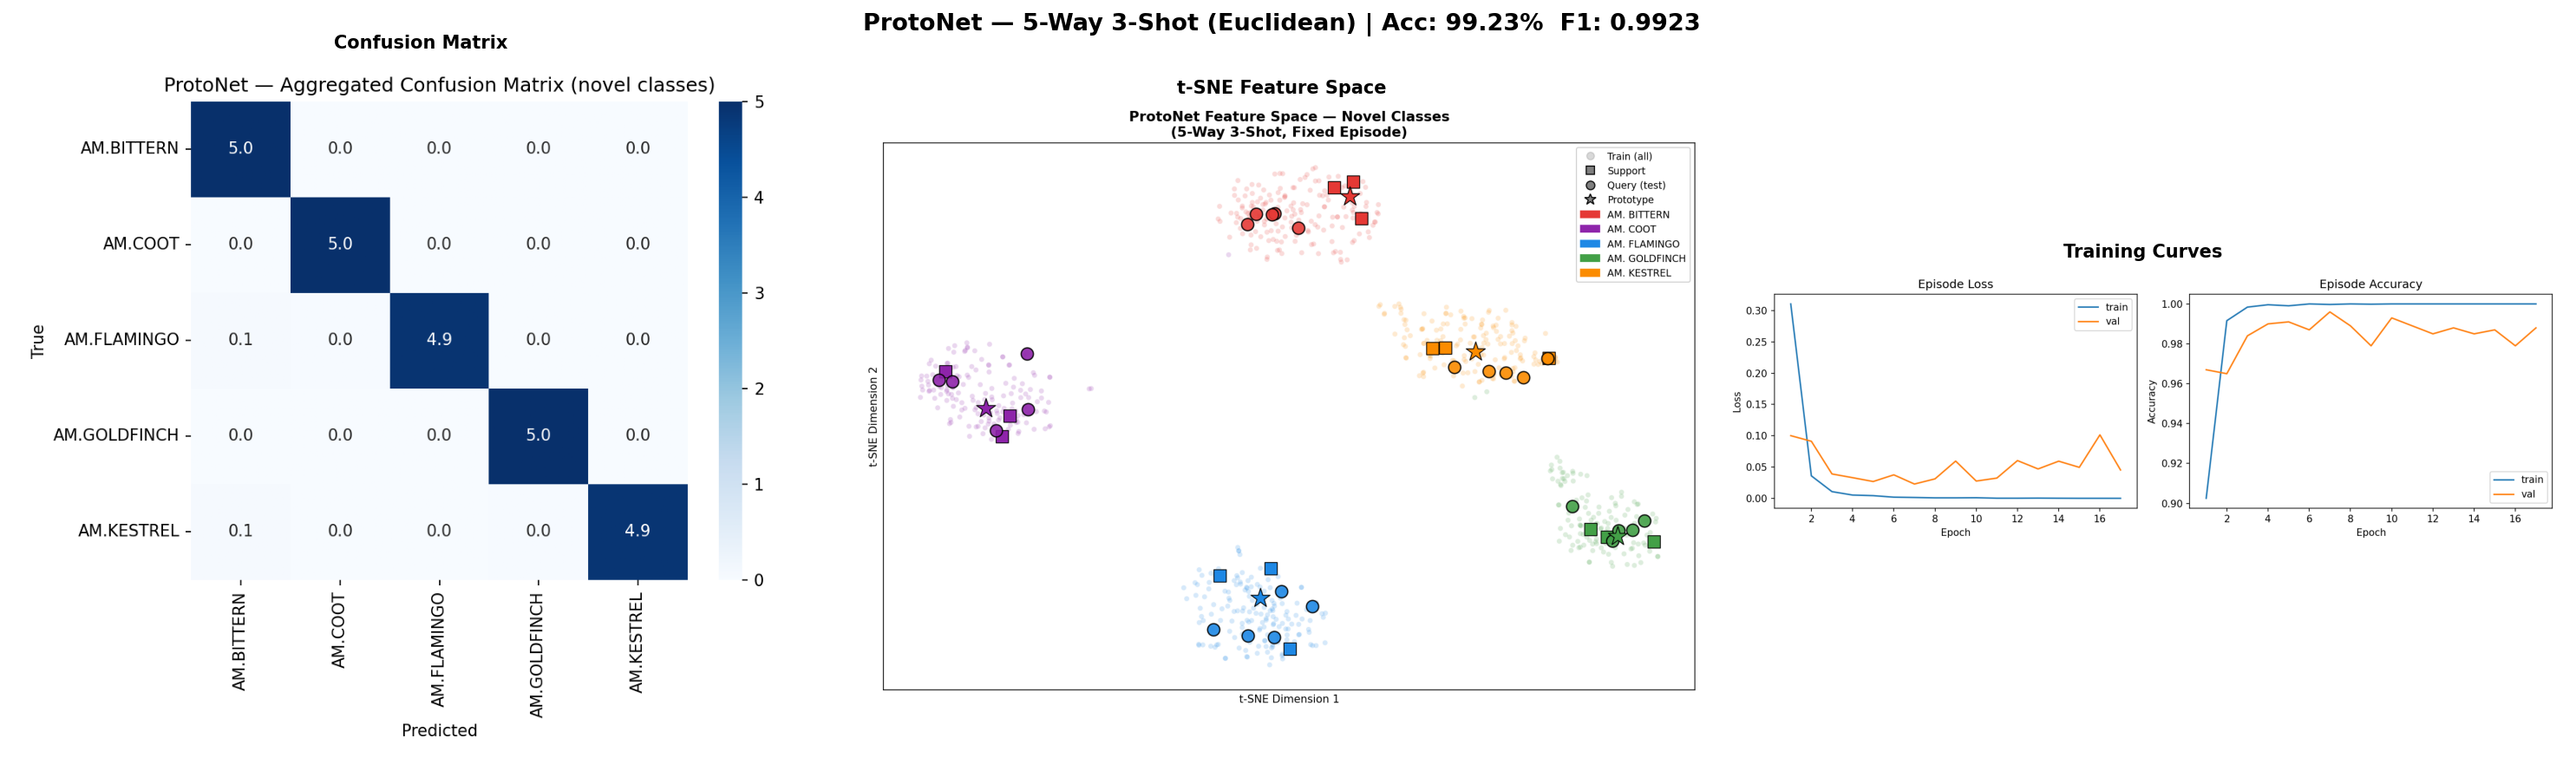 ProtoNet — 5-Way 3-Shot (Euclidean) | Acc: 99.23%  F1: 0.9923
Confusion Matrix
ProtoNet — Aggregated Confusion Matrix (novel classes)
True
AM.BITTERN 5.0 0.0 0.0 0.0 0.0
AM.COOT 0.0 5.0 0.0 0.0 0.0
AM.FLAMINGO 0.1 0.0 4.9 0.0 0.0
AM.GOLDFINCH 0.0 0.0 0.0 5.0 0.0
AM.KESTREL 0.1 0.0 0.0 0.0 4.9
AM.BITTERN
AM.COOT
AM.FLAMINGO
AM.GOLDFINCH
AM.KESTREL
Predicted
5
4
3
2
1
0
t-SNE Feature Space
ProtoNet Feature Space — Novel Classes
(5-Way 3-Shot, Fixed Episode)
Train (all)
Support
Query (test)
Prototype
AM. BITTERN
AM. COOT
AM. FLAMINGO
AM. GOLDFINCH
AM. KESTREL
t-SNE Dimension 2
t-SNE Dimension 1
Training Curves
Episode Loss
train
val
Loss
0.30
0.25
0.20
0.15
0.10
0.05
0.00
2 4 6 8 10 12 14 16
Epoch
Episode Accuracy
Accuracy
1.00
0.98
0.96
0.94
0.92
0.90
train
val
2 4 6 8 10 12 14 16
Epoch